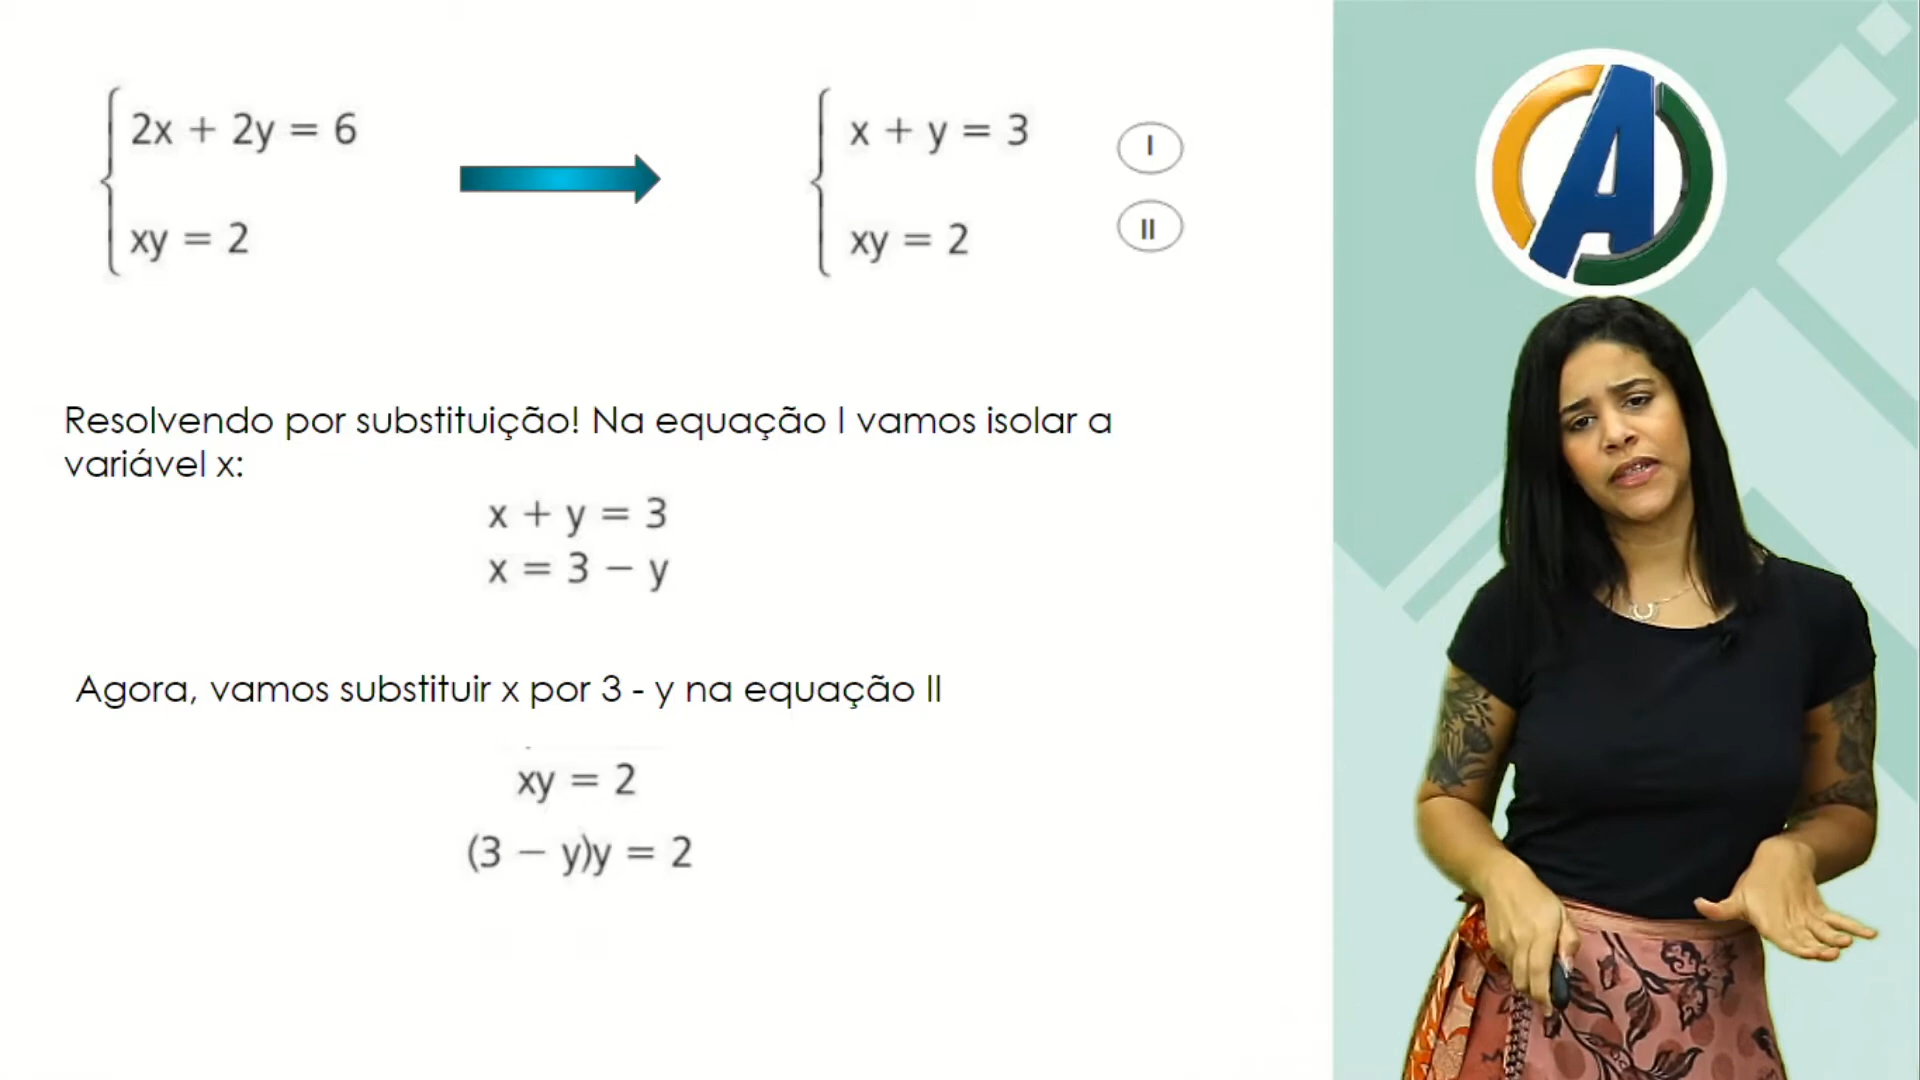 2x + 2y = 6
xy = 2
x + y = 3 I
xy = 2 II
A
Resolvendo por substituição! Na equação I vamos isolar a
variável x:
x + y = 3
x = 3 − y
Agora, vamos substituir x por 3 - y na equação II
xy = 2
(3 − y)y = 2